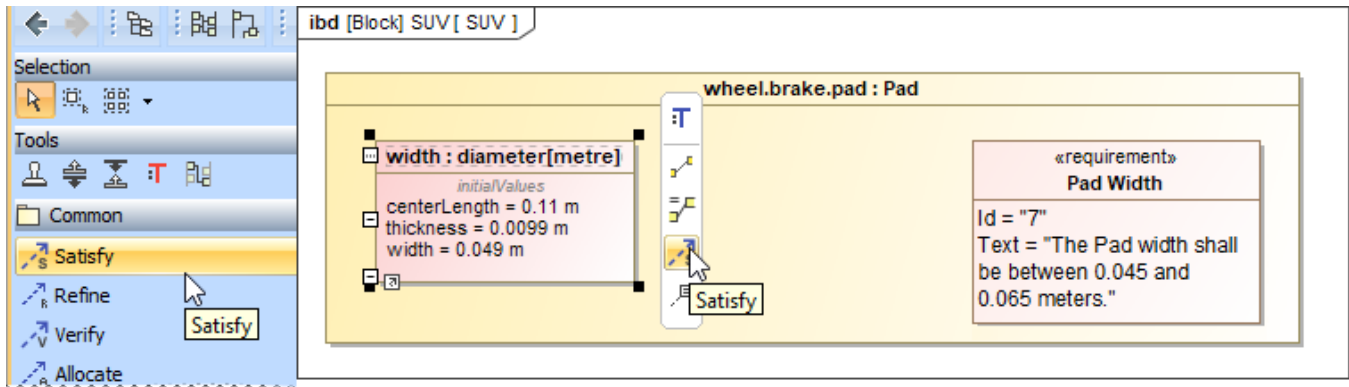 ibd [Block] SUV [ SUV ]
Selection
Tools
Common
Satisfy
Refine
Satisfy
Verify
Allocate
wheel.brake.pad : Pad
width : diameter[metre]
initialValues
centerLength = 0.11 m
thickness = 0.0099 m
width = 0.049 m
Satisfy
«requirement»
Pad Width
Id = "7"
Text = "The Pad width shall
be between 0.045 and
0.065 meters."